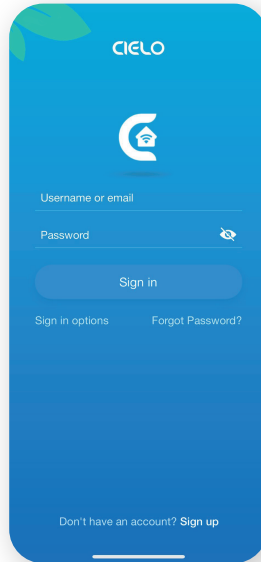 CIELO
Username or email
Password
Sign in
Sign in options Forgot Password?
Don't have an account? Sign up